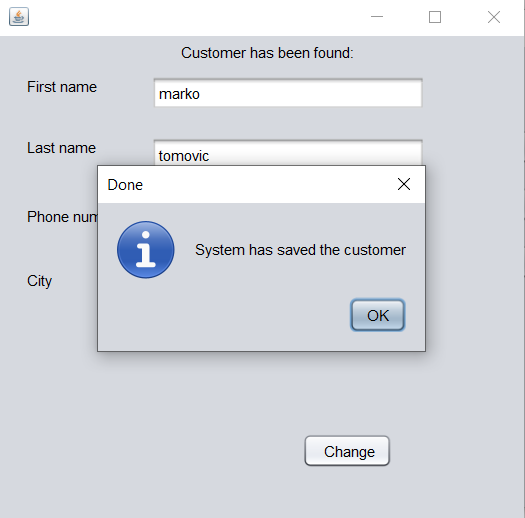 Customer has been found:
First name
marko
Last name
tomovic
Done
Phone
System has saved the customer
City
OK
Change